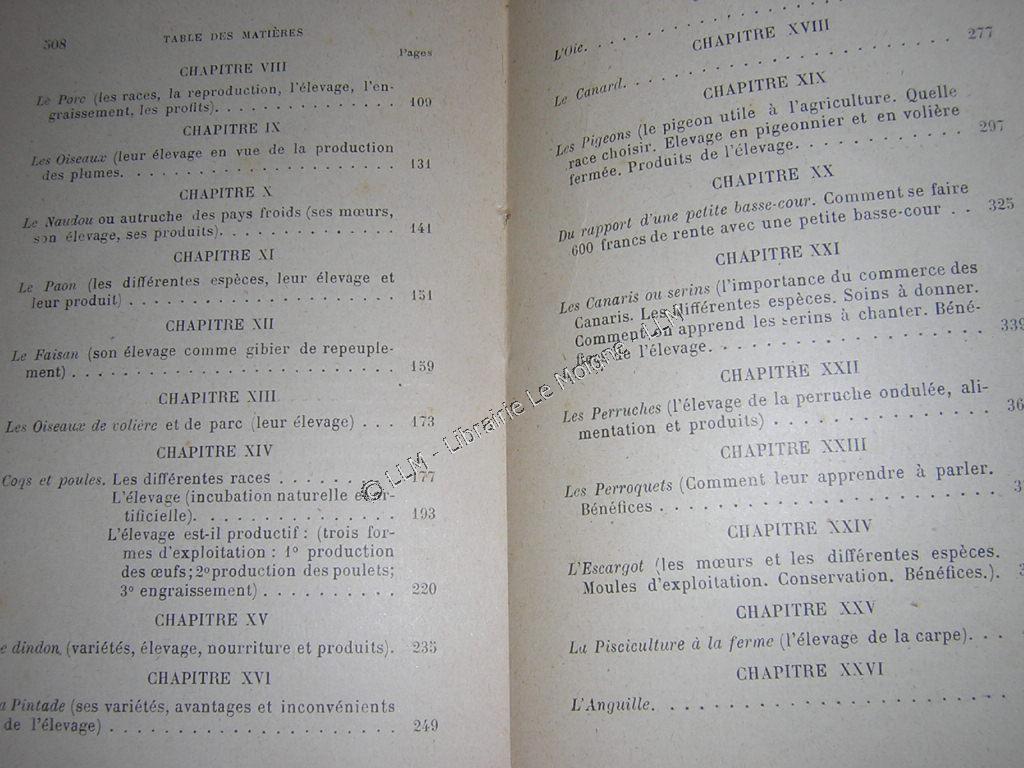 508 TABLE DES MATIÈRES
Pages
CHAPITRE VIII
Le Porc (les races, la reproduction, l'élevage, l'en-
graissement, les profits). . . . . . . . . . . . . . . 109
CHAPITRE IX
Les Oiseaux (leur élevage en vue de la production
des plumes. . . . . . . . . . . . . . . . . . . . . 131
CHAPITRE X
Le Nandou ou autruche des pays froids (ses mœurs,
son élevage, ses produits). . . . . . . . . . . . . . 141
CHAPITRE XI
Le Paon (les différentes espèces, leur élevage et
leur produit) . . . . . . . . . . . . . . . . . . . . . 151
CHAPITRE XII
Le Faisan (son élevage comme gibier de repeuple-
ment) . . . . . . . . . . . . . . . . . . . . . . . . . 159
CHAPITRE XIII
Les Oiseaux de volière et de parc (leur élevage) . . . 173
CHAPITRE XIV
Coqs et poules. Les différentes races . . . . . . . . 177
L'élevage (incubation naturelle et ar-
tificielle). . . . . . . . . . . . . . 193
L'élevage est-il productif : (trois for-
mes d'exploitation : 1º production
des œufs; 2º production des poulets;
3º engraissement) . . . . . . . . . . 220
CHAPITRE XV
e dindon (variétés, élevage, nourriture et produits). 235
CHAPITRE XVI
a Pintade (ses variétés, avantages et inconvénients
de l'élevage) . . . . . . . . . . . . . . . . . . . . . 249
L'Oie. . . . . . . . . . . . .
CHAPITRE XVIII
Le Canard. . . . . . . . . . . . . . . . . . . . . . . 277
CHAPITRE XIX
Les Pigeons (le pigeon utile à l'agriculture. Quelle
race choisir. Elevage en pigeonnier et en volière
fermée. Produits de l'élevage. . . . . . . . . . . . 297
CHAPITRE XX
Du rapport d'une petite basse-cour. Comment se faire
600 francs de rente avec une petite basse-cour . . 325
CHAPITRE XXI
Les Canaris ou serins (l'importance du commerce des
Canaris. Les différentes espèces. Soins à donner.
Comment on apprend les serins à chanter. Béné-
fices de l'élevage. . . . . . . . . . . . . . . . . . 339
CHAPITRE XXII
Les Perruches (l'élevage de la perruche ondulée, ali-
mentation et produits) . . . . . . . . . . . . . . . 36
CHAPITRE XXIII
Les Perroquets (Comment leur apprendre à parler.
Bénéfices . . . . . . . . . . . . . . . . . . . . . . 3
CHAPITRE XXIV
L'Escargot (les mœurs et les différentes espèces.
Moules d'exploitation. Conservation. Bénéfices.).
CHAPITRE XXV
La Pisciculture à la ferme (l'élevage de la carpe). . .
CHAPITRE XXVI
L'Anguille. . . . . . . . . . . . . . . . . . . . . .
© LLM - Librairie Le Moigne - LLM